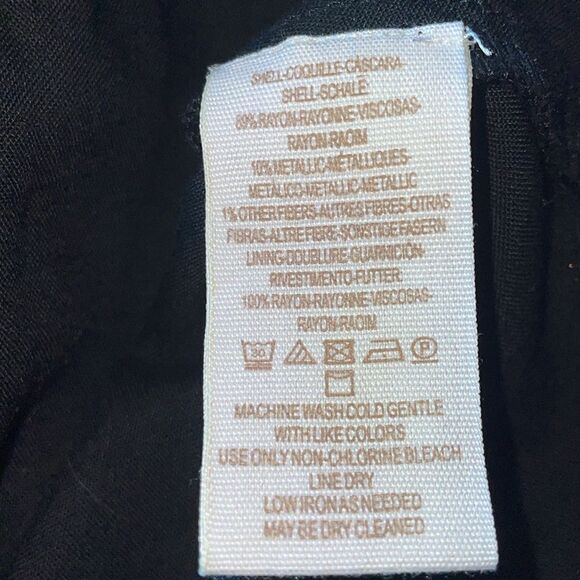 SHELL-COQUILLE-CÁSCARA-
SHELL-SCHALE
89% RAYON-RAYONNE-VISCOSAS-
RAYON-RACIM
10% METALLIC-MÉTALLIQUES-
METÁLICO-METALLIC-METALLIC
1% OTHER FIBERS-AUTRES FIBRES-OTRAS
FIBRAS-ALTRE FIBRE-SONSTIGE FASERN
LINING-DOUBLURE-GUARNICIÓN-
RIVESTIMENTO-FUTTER
100% RAYON-RAYONNE-VISCOSAS-
RAYON-RACIM
30 P
MACHINE WASH COLD GENTLE
WITH LIKE COLORS
USE ONLY NON-CHLORINE BLEACH
LINE DRY
LOW IRON AS NEEDED
MAY BE DRY CLEANED